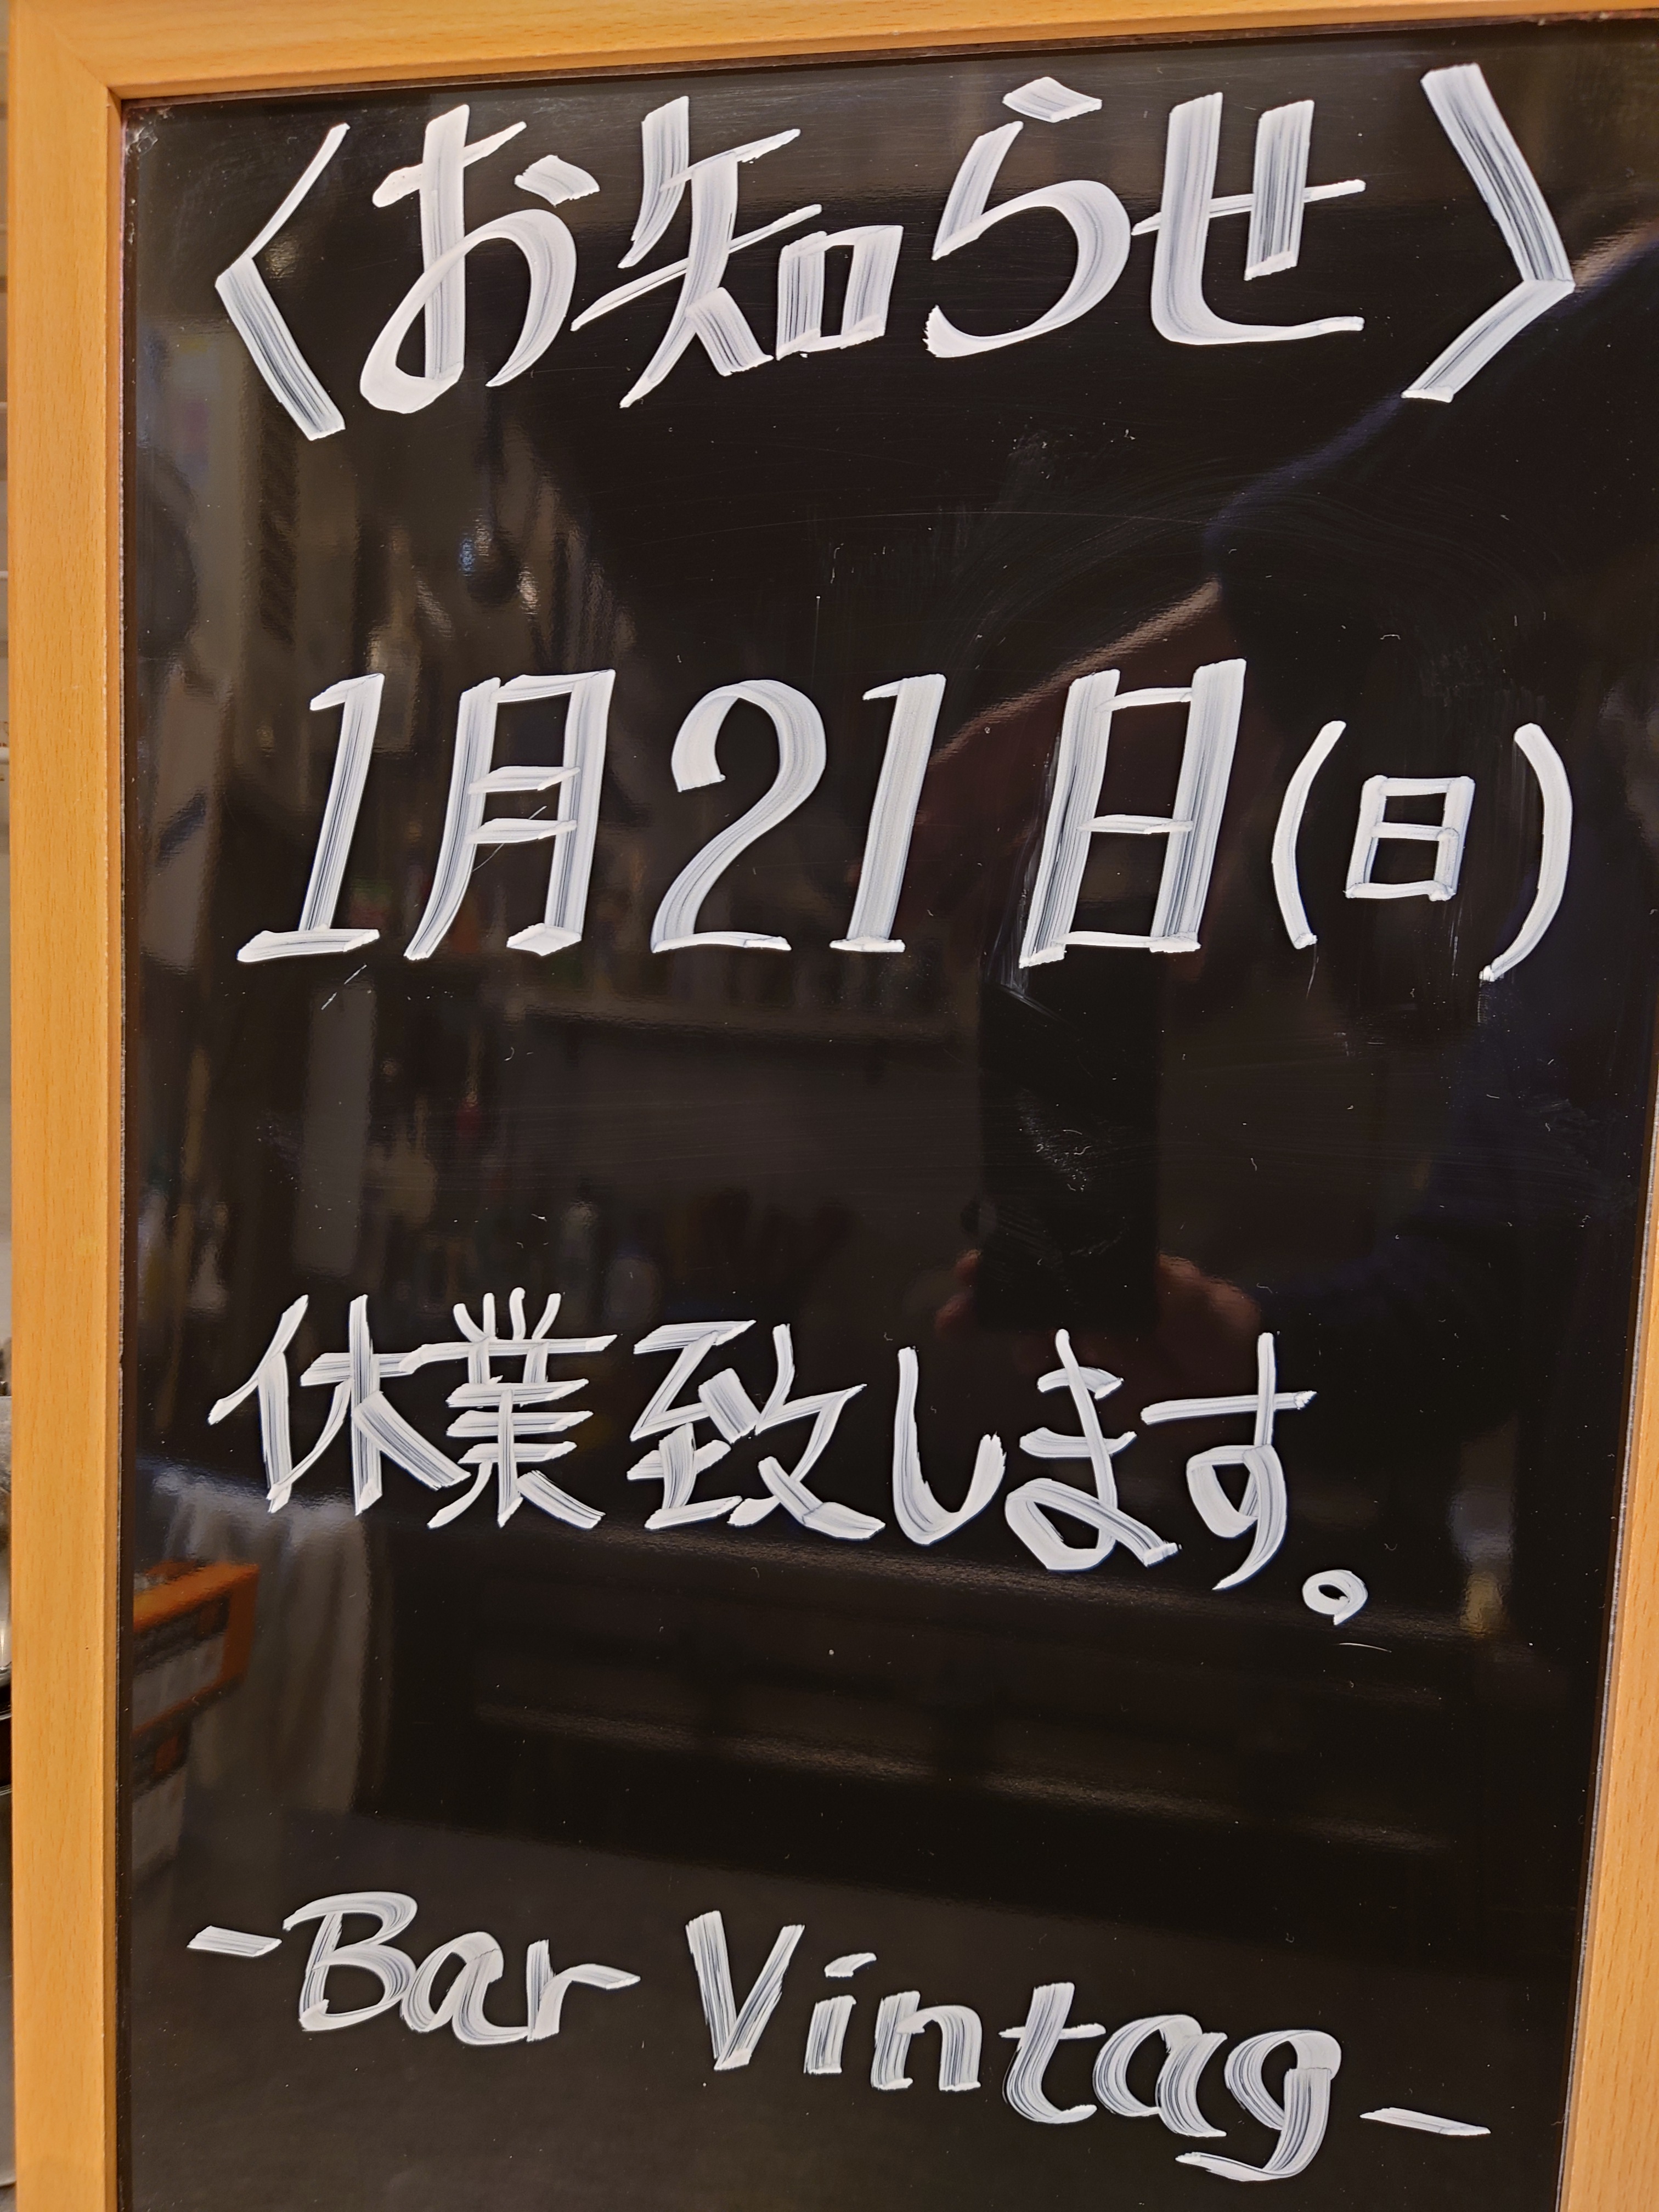 〈お知らせ〉
1月21日(日)
休業致します。
-Bar Vintag-